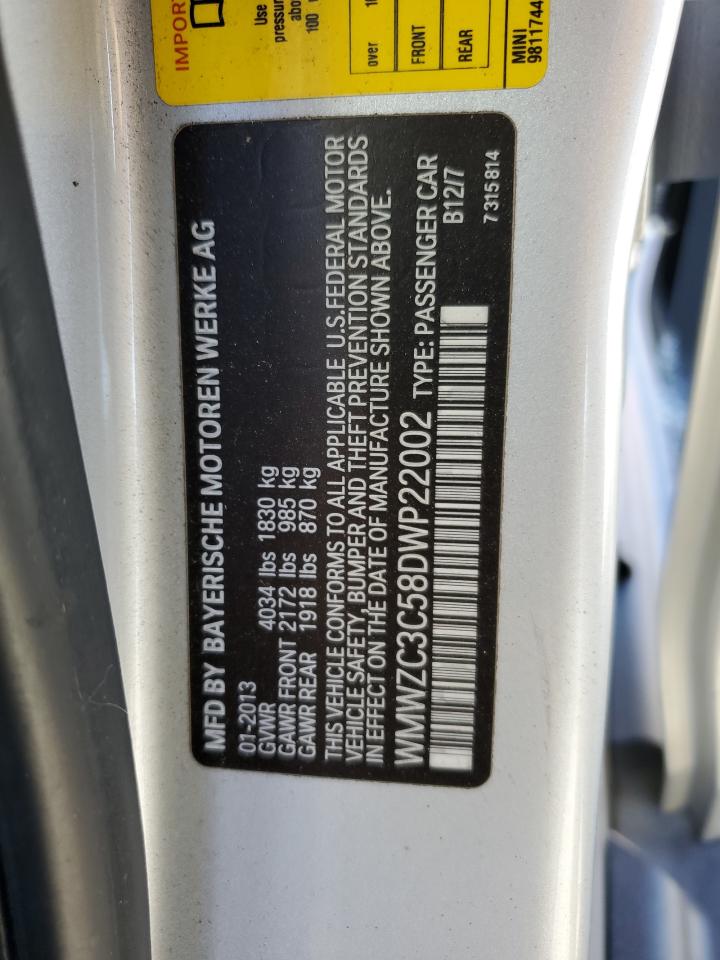 IMPORT
Use
pressur
abo
100
over
FRONT
REAR
MINI
9811744
MFD BY BAYERISCHE MOTOREN WERKE AG
01-2013
GVWR 4034 lbs 1830 kg
GAWR FRONT 2172 lbs 985 kg
GAWR REAR 1918 lbs 870 kg
THIS VEHICLE CONFORMS TO ALL APPLICABLE U.S.FEDERAL MOTOR
VEHICLE SAFETY, BUMPER AND THEFT PREVENTION STANDARDS
IN EFFECT ON THE DATE OF MANUFACTURE SHOWN ABOVE.
WMWZC3C58DWP22002 TYPE: PASSENGER CAR
B12/7
7 315 814